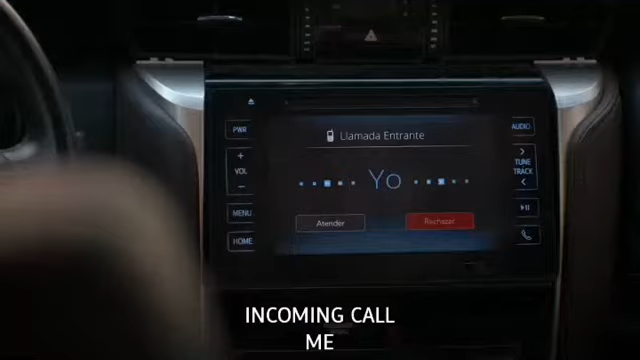 Llamada Entrante
PWR
AUDIO
+
VOL
-
Yo
>
TUNE
TRACK
<
MENU
Atender
Rechazar
HOME
INCOMING CALL
ME